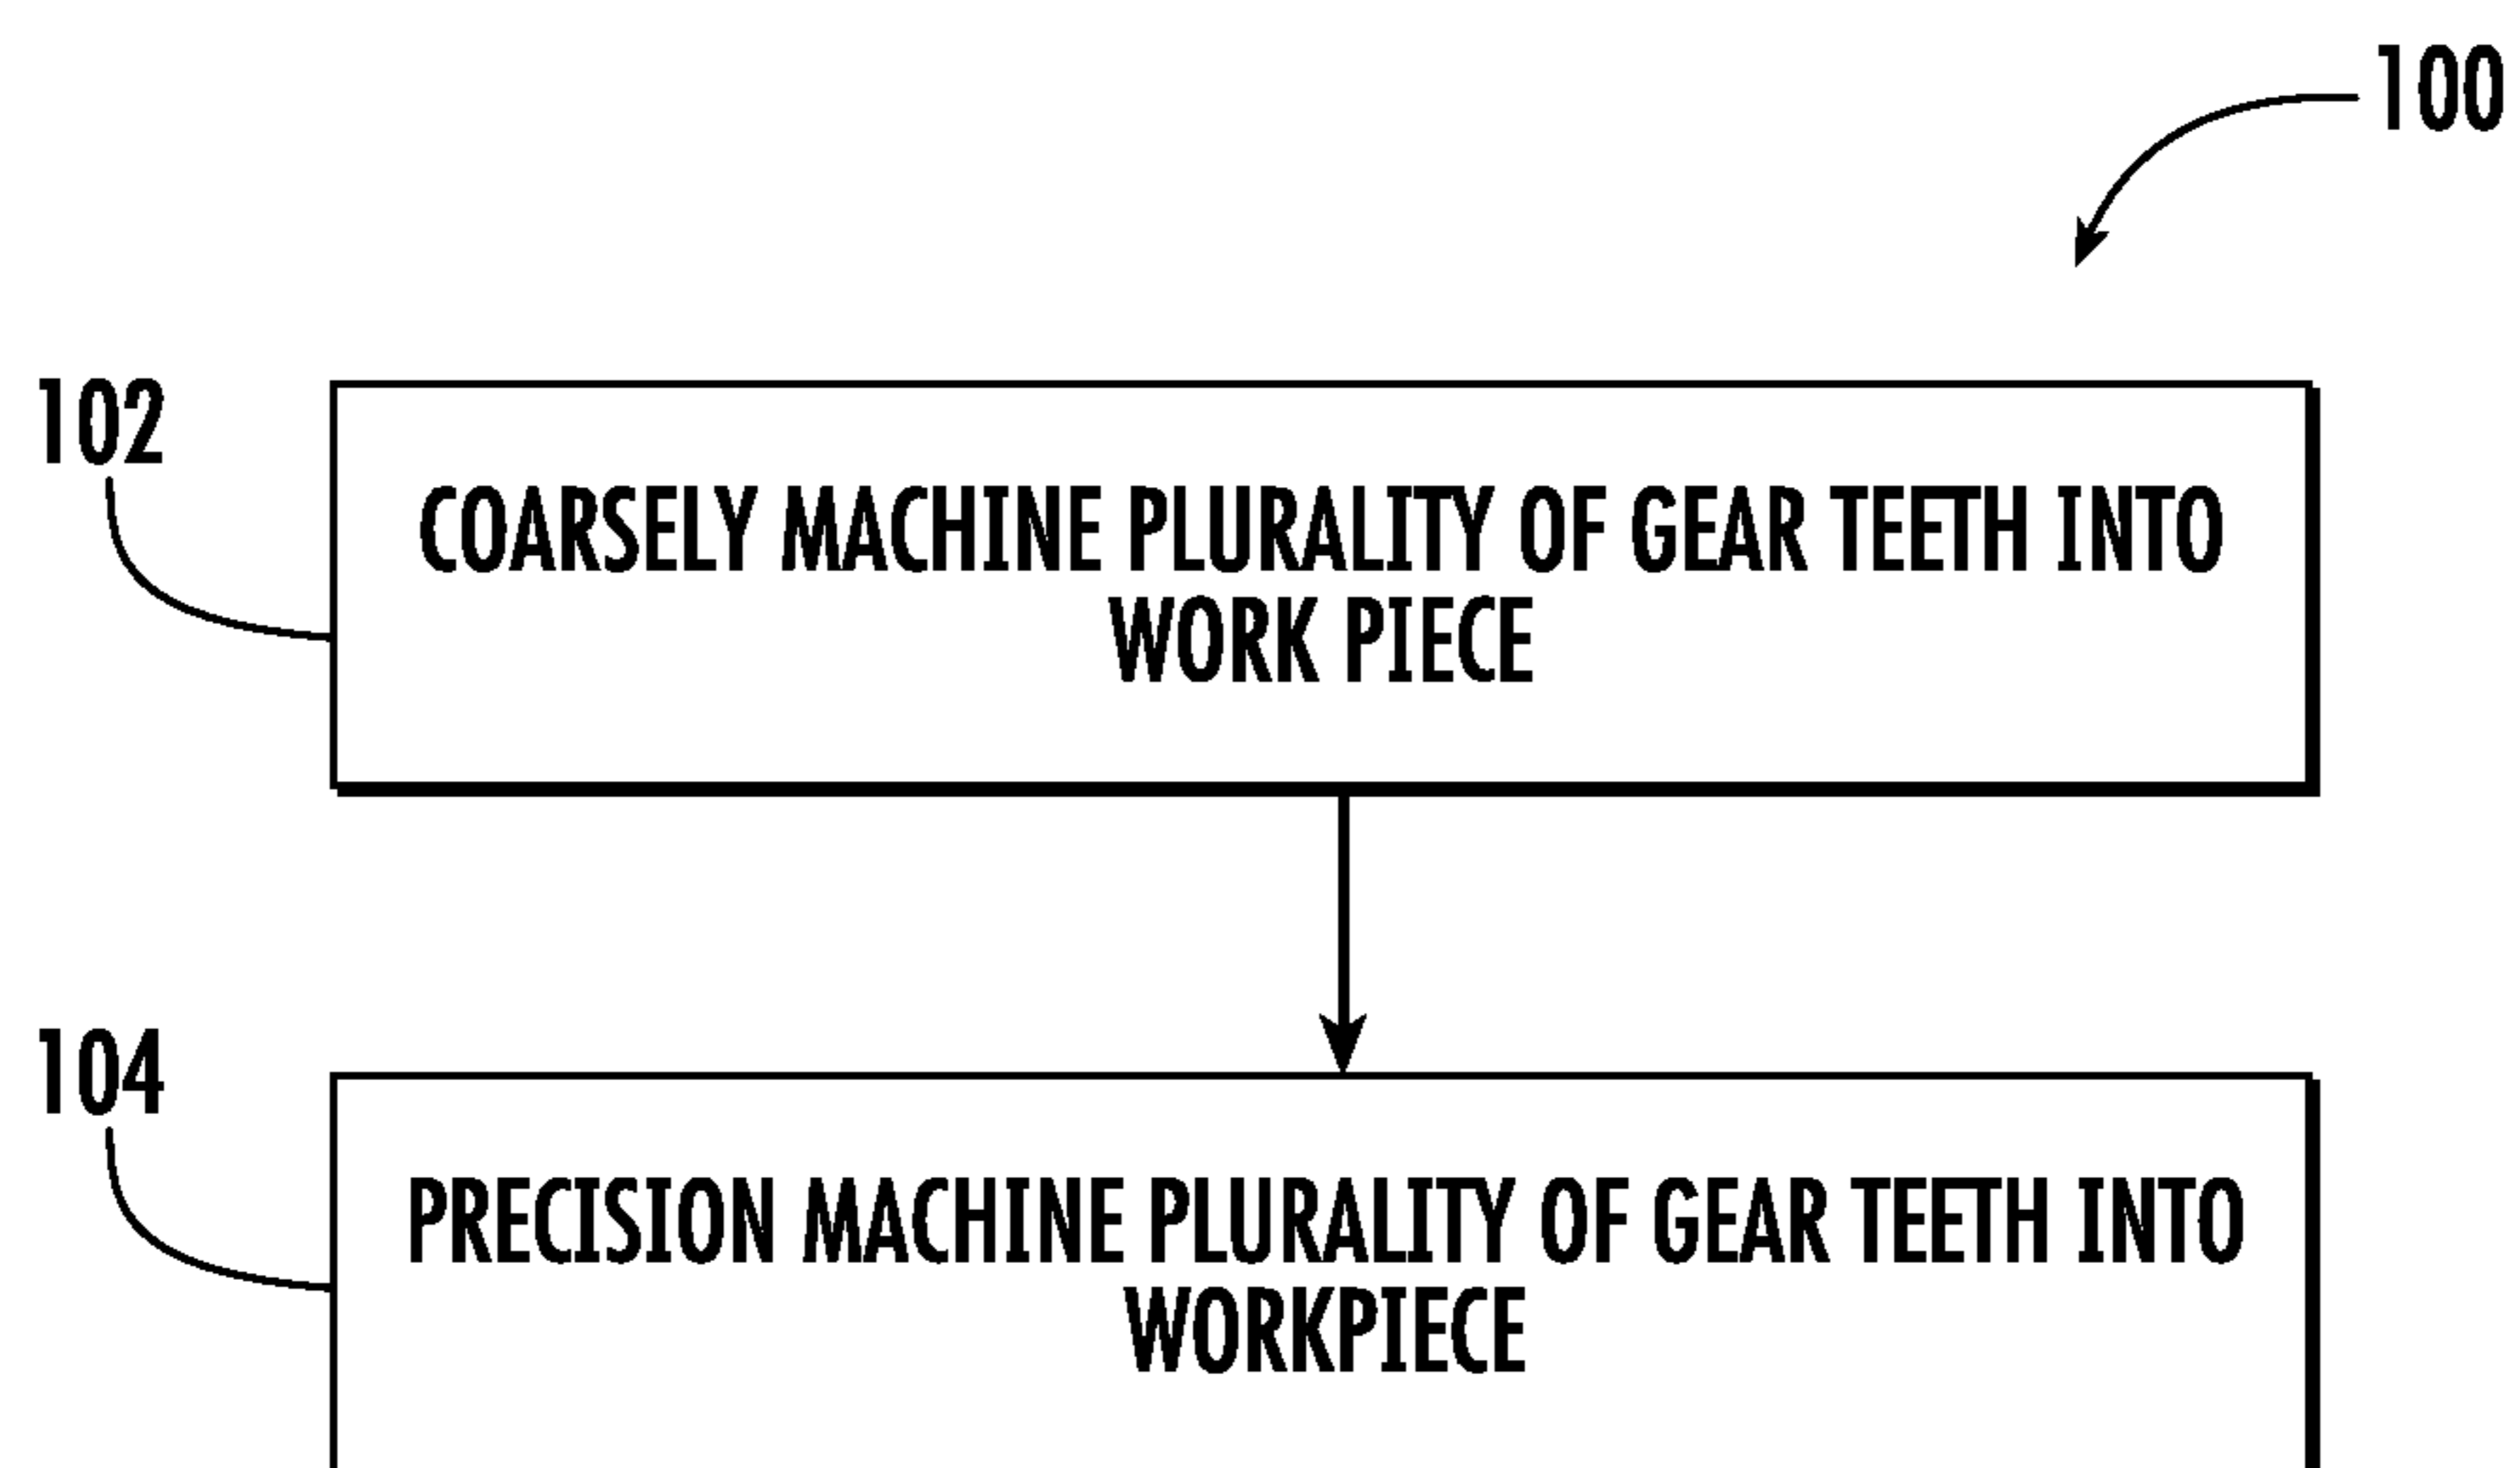 100
102
COARSELY MACHINE PLURALITY OF GEAR TEETH INTO
WORK PIECE
104
PRECISION MACHINE PLURALITY OF GEAR TEETH INTO
WORKPIECE